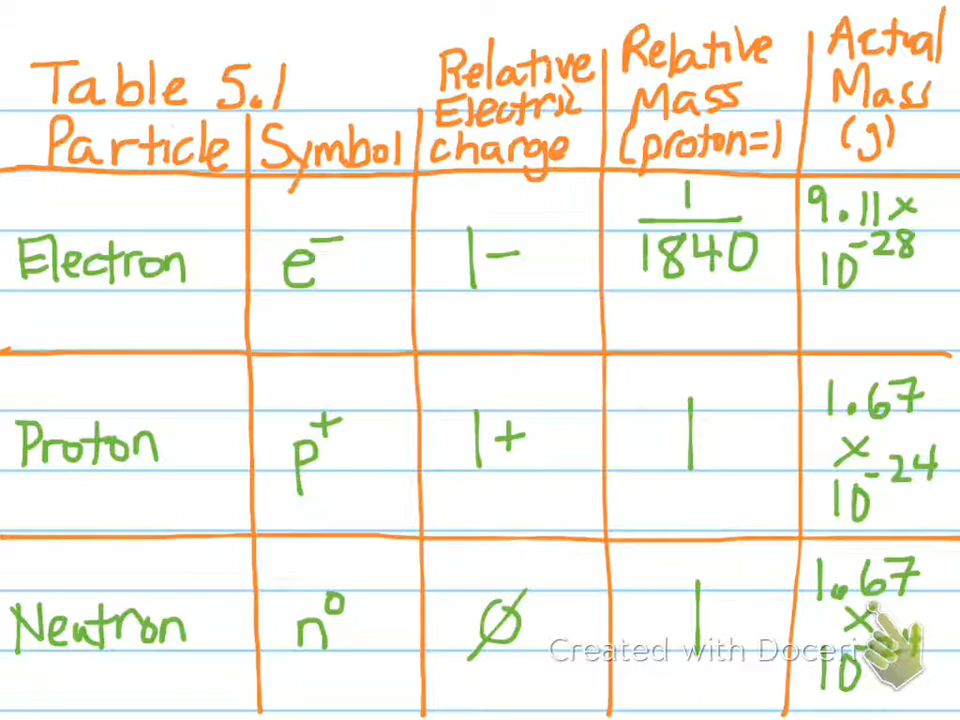 Table 5.1
Particle
Symbol
Relative
Electric
charge
Relative
Mass
(proton=1
Actual
Mass
(g)
Electron
e⁻
1-
1
1840
9.11 x
10⁻²⁸
Proton
p⁺
1+
1
1.67
x
10⁻²⁴
Neutron
n⁰
Ø
1
1.67
x
10
Created with Doceri